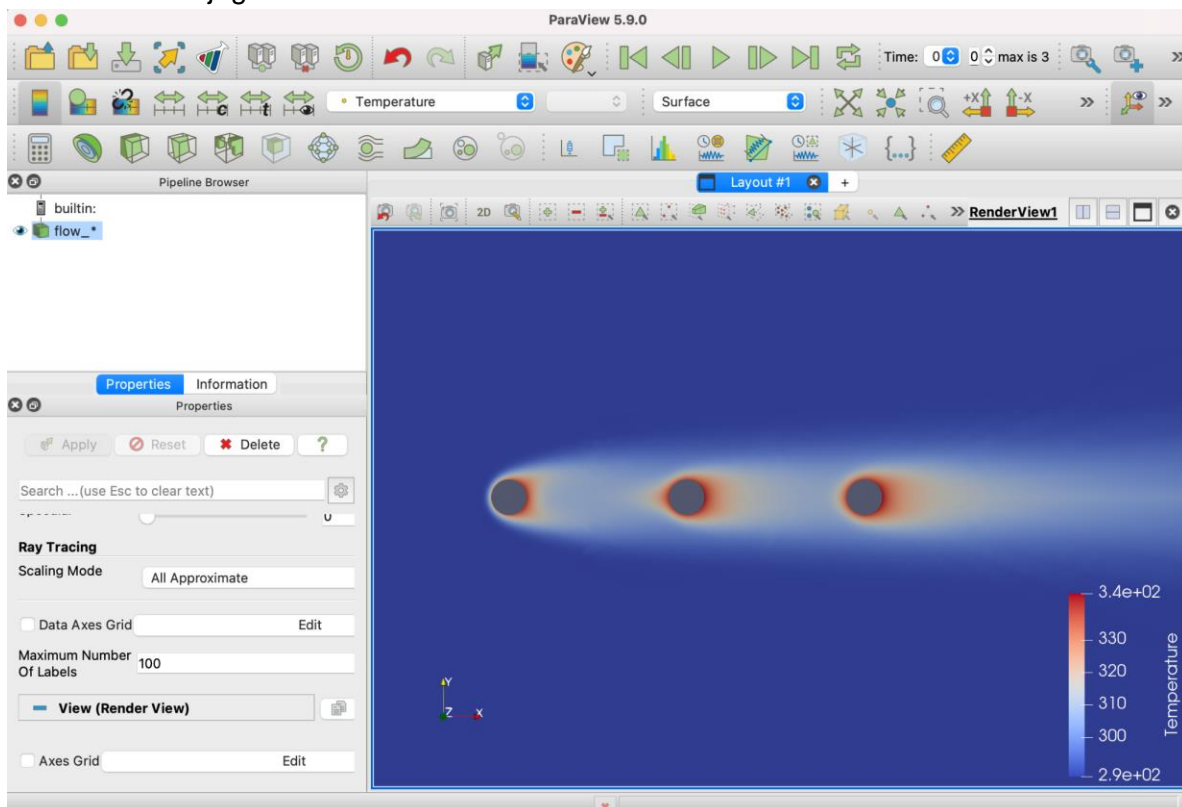 ParaView 5.9.0
Time: 0 0 max is 3
Temperature
Surface
Pipeline Browser
Layout #1
+
builtin:
flow_*
2D
RenderView1
Properties Information
Properties
Apply Reset Delete ?
Search ...(use Esc to clear text)
0
Ray Tracing
Scaling Mode
All Approximate
Data Axes Grid Edit
Maximum Number
Of Labels
100
View (Render View)
Axes Grid Edit
Y
Z X
3.4e+02
330
320
310
300
2.9e+02
Temperature